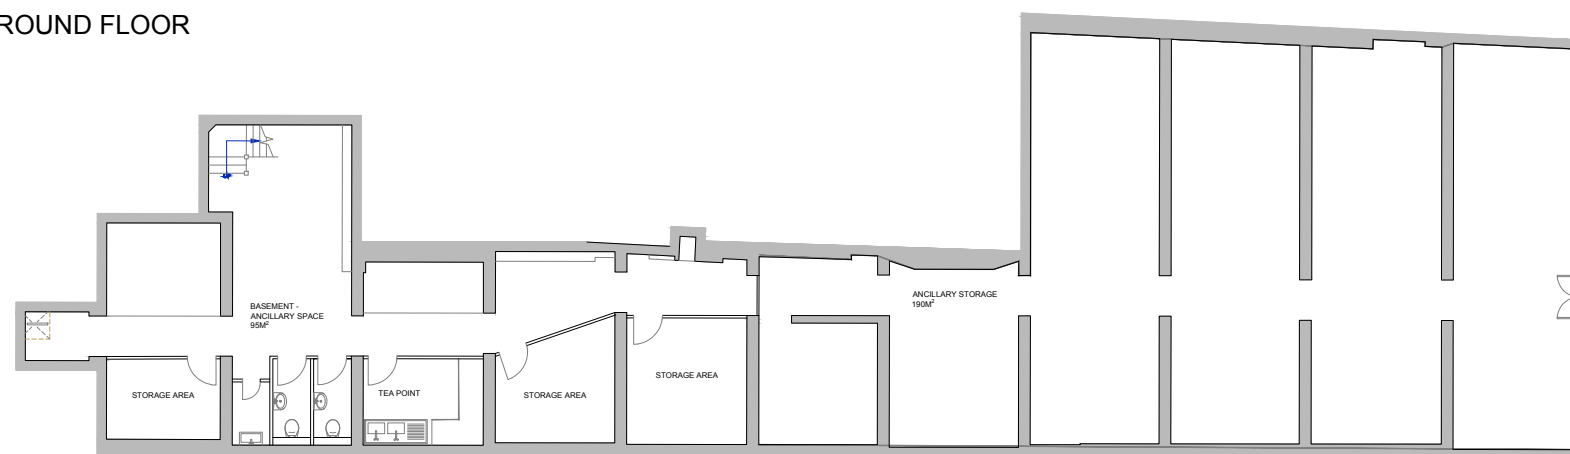 ROUND FLOOR
BASEMENT -
ANCILLARY SPACE
95M²
ANCILLARY STORAGE
190M²
STORAGE AREA
TEA POINT
STORAGE AREA
STORAGE AREA